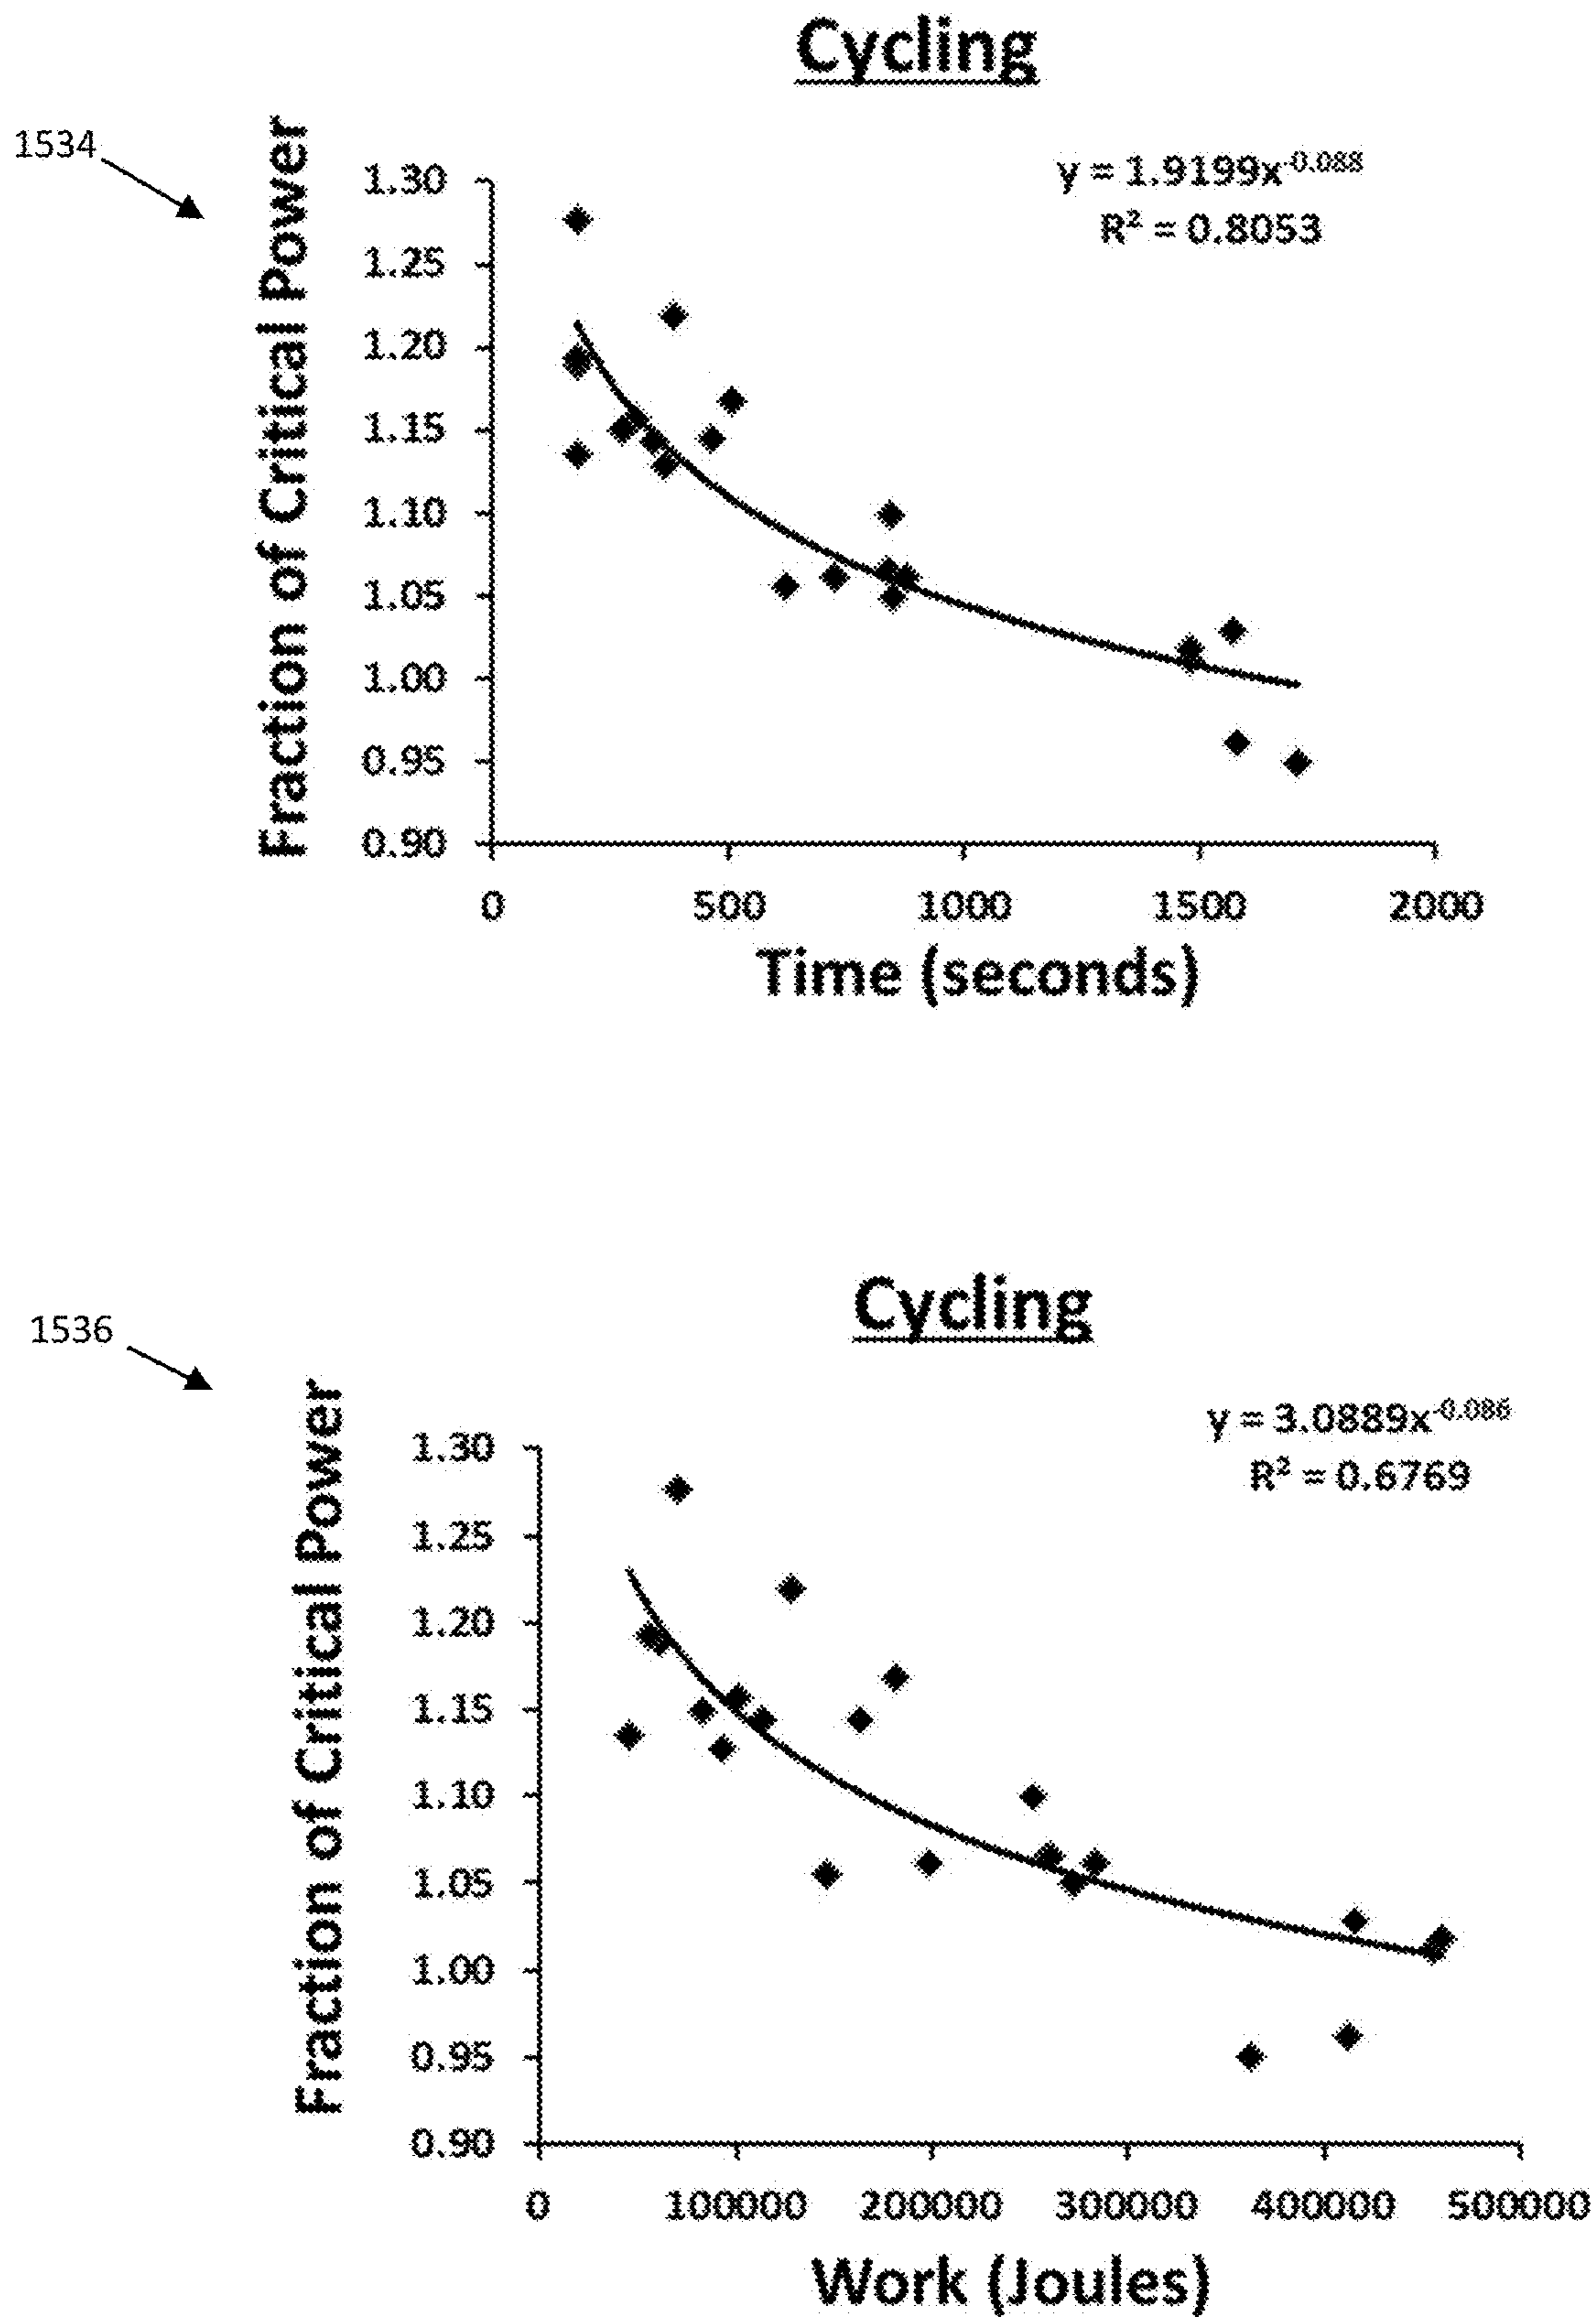 Cycling
1534
Fraction of Critical Power
y = 1.9199x^-0.088
R² = 0.8053
1.30
1.25
1.20
1.15
1.10
1.05
1.00
0.95
0.90
0 500 1000 1500 2000
Time (seconds)
Cycling
1536
Fraction of Critical Power
y = 3.0889x^-0.086
R² = 0.6769
1.30
1.25
1.20
1.15
1.10
1.05
1.00
0.95
0.90
0 100000 200000 300000 400000 500000
Work (Joules)